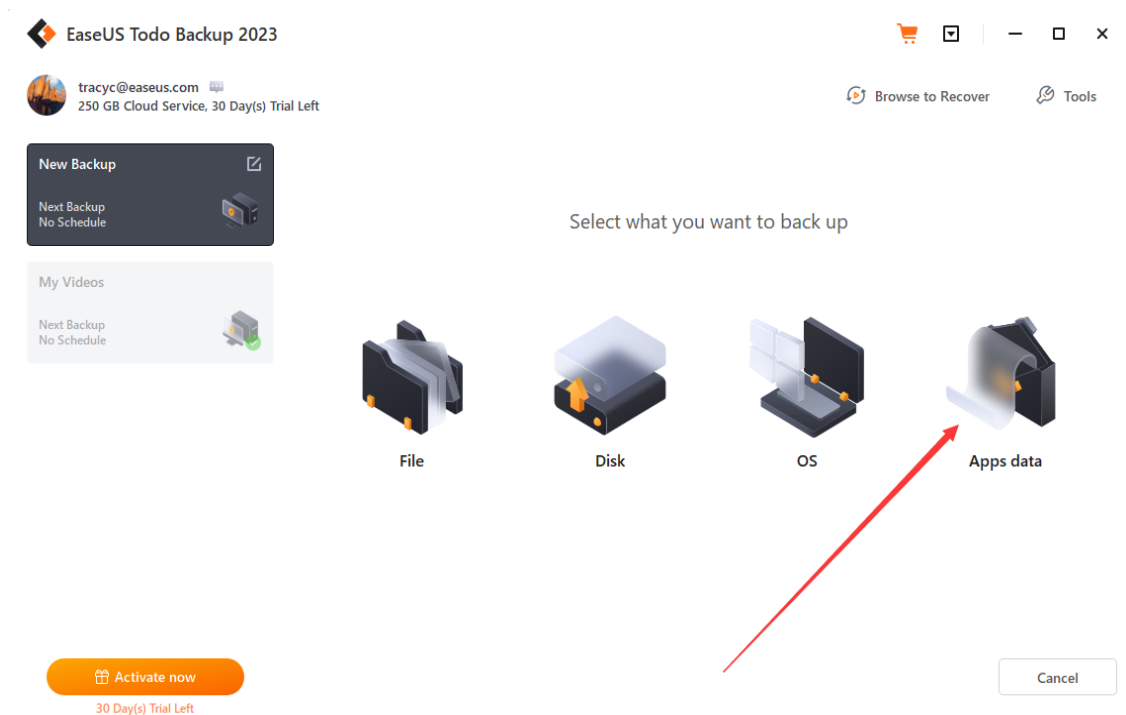 EaseUS Todo Backup 2023
tracyc@easeus.com
250 GB Cloud Service, 30 Day(s) Trial Left
Browse to Recover
Tools
New Backup
Next Backup
No Schedule
My Videos
Next Backup
No Schedule
Select what you want to back up
File
Disk
OS
Apps data
Activate now
30 Day(s) Trial Left
Cancel